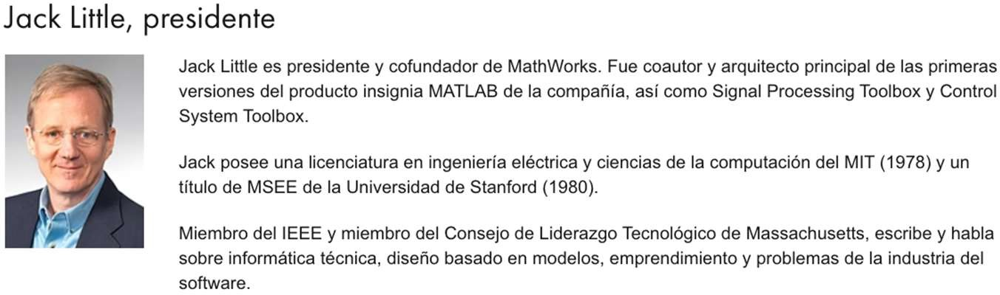 Jack Little, presidente
Jack Little es presidente y cofundador de MathWorks. Fue coautor y arquitecto principal de las primeras
versiones del producto insignia MATLAB de la compañía, así como Signal Processing Toolbox y Control
System Toolbox.
Jack posee una licenciatura en ingeniería eléctrica y ciencias de la computación del MIT (1978) y un
título de MSEE de la Universidad de Stanford (1980).
Miembro del IEEE y miembro del Consejo de Liderazgo Tecnológico de Massachusetts, escribe y habla
sobre informática técnica, diseño basado en modelos, emprendimiento y problemas de la industria del
software.